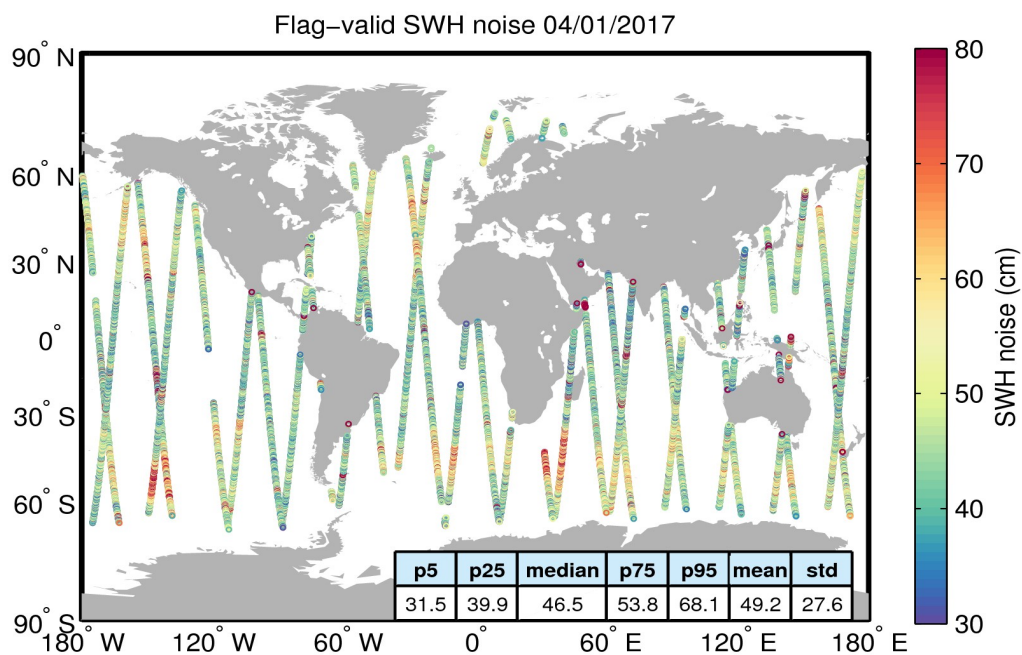 Flag−valid SWH noise 04/01/2017
90° N
60° N
30° N
0°
30° S
60° S
90° S
180° W
120° W
60° W
0°
60° E
120° E
180° E
p5 p25 median p75 p95 mean std
31.5 39.9 46.5 53.8 68.1 49.2 27.6
80
70
60
50
40
30
SWH noise (cm)